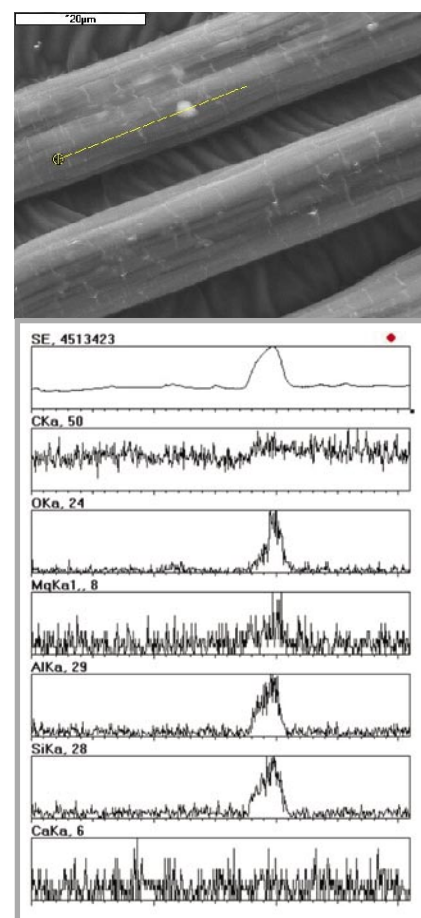 20µm
SE, 4513423
CKa, 50
OKa, 24
MgKa1,, 8
AlKa, 29
SiKa, 28
CaKa, 6